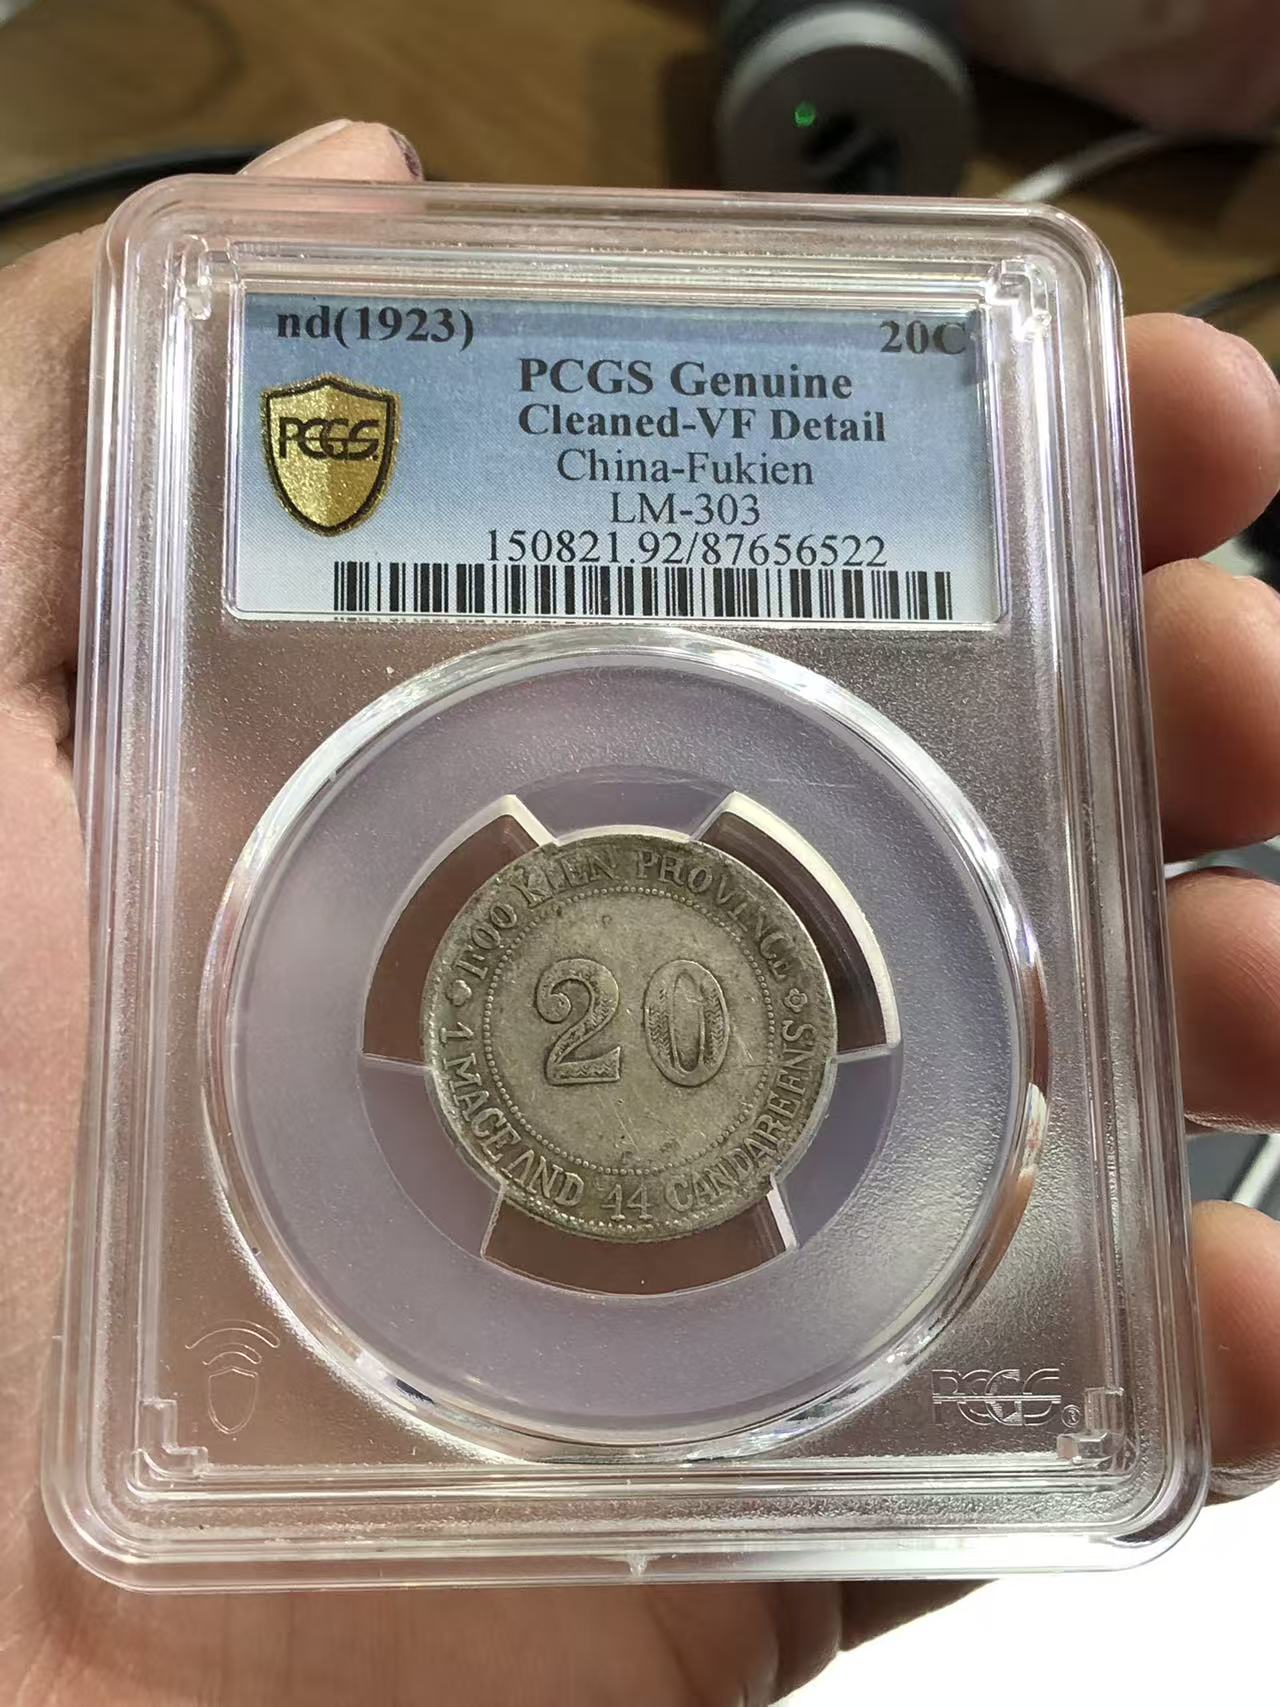 nd(1923) 20C
PCGS Genuine
Cleaned-VF Detail
China-Fukien
LM-303
150821.92/87656522
PCGS
FOO KIEN PROVINCE
20
1 MACE AND 44 CANDAREENS
PCGS®